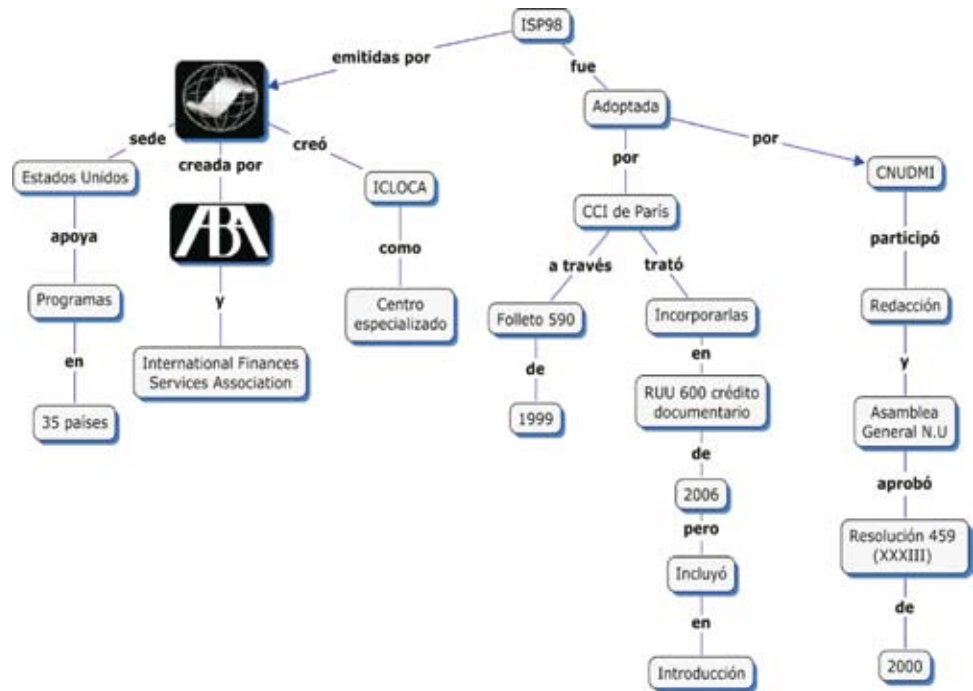 ISP98
emitidas por
fue
Adoptada
sede
creada por
creó
por
por
Estados Unidos
ICLOCA
CNUDMI
ABA
CCI de París
apoya
como
participó
a través
trató
Programas
y
Centro
especializado
Folleto 590
Incorporarlas
Redacción
en
International Finances
Services Association
de
en
y
35 países
1999
RUU 600 crédito
documentario
Asamblea
General N.U
de
aprobó
2006
pero
Resolución 459
(XXXIII)
Incluyó
de
en
Introducción
2000